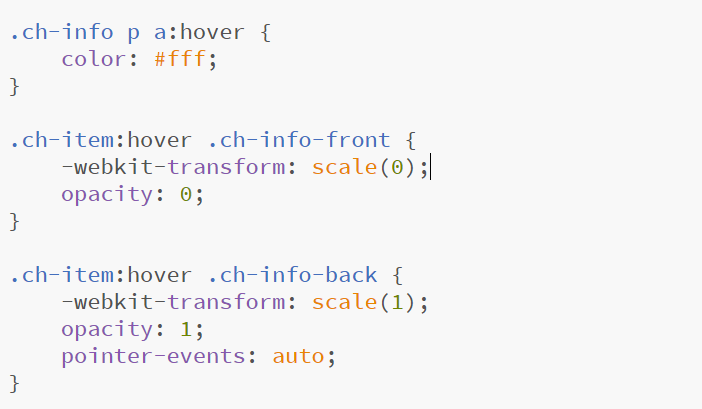 .ch-info p a:hover {
    color: #fff;
}

.ch-item:hover .ch-info-front {
    -webkit-transform: scale(0);
    opacity: 0;
}

.ch-item:hover .ch-info-back {
    -webkit-transform: scale(1);
    opacity: 1;
    pointer-events: auto;
}